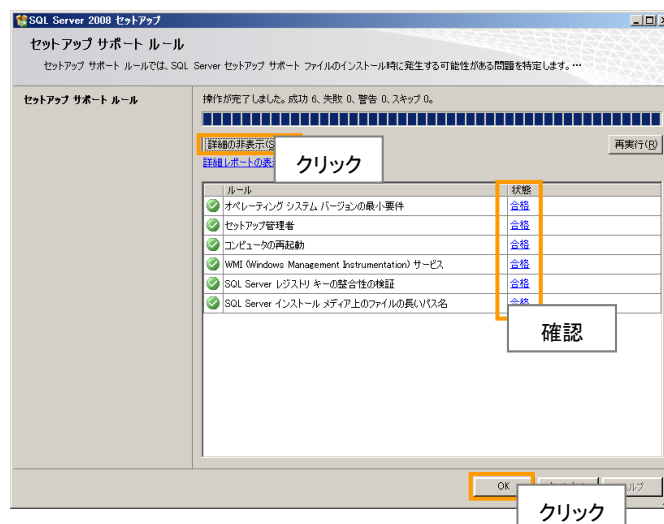 SQL Server 2008 セットアップ
セットアップ サポート ルール
セットアップ サポート ルールでは、SQL Server セットアップ サポート ファイルのインストール時に発生する可能性がある問題を特定します。…
セットアップ サポート ルール
操作が完了しました。成功 6、失敗 0、警告 0、スキップ 0。
詳細の非表示(S
再実行(R)
詳細レポートの表
クリック
ルール
状態
オペレーティング システム バージョンの最小要件
合格
セットアップ管理者
合格
コンピュータの再起動
合格
WMI (Windows Management Instrumentation) サービス
合格
SQL Server レジストリ キーの整合性の検証
合格
SQL Server インストール メディア上のファイルの長いパス名
合格
確認
OK
ヘルプ
クリック